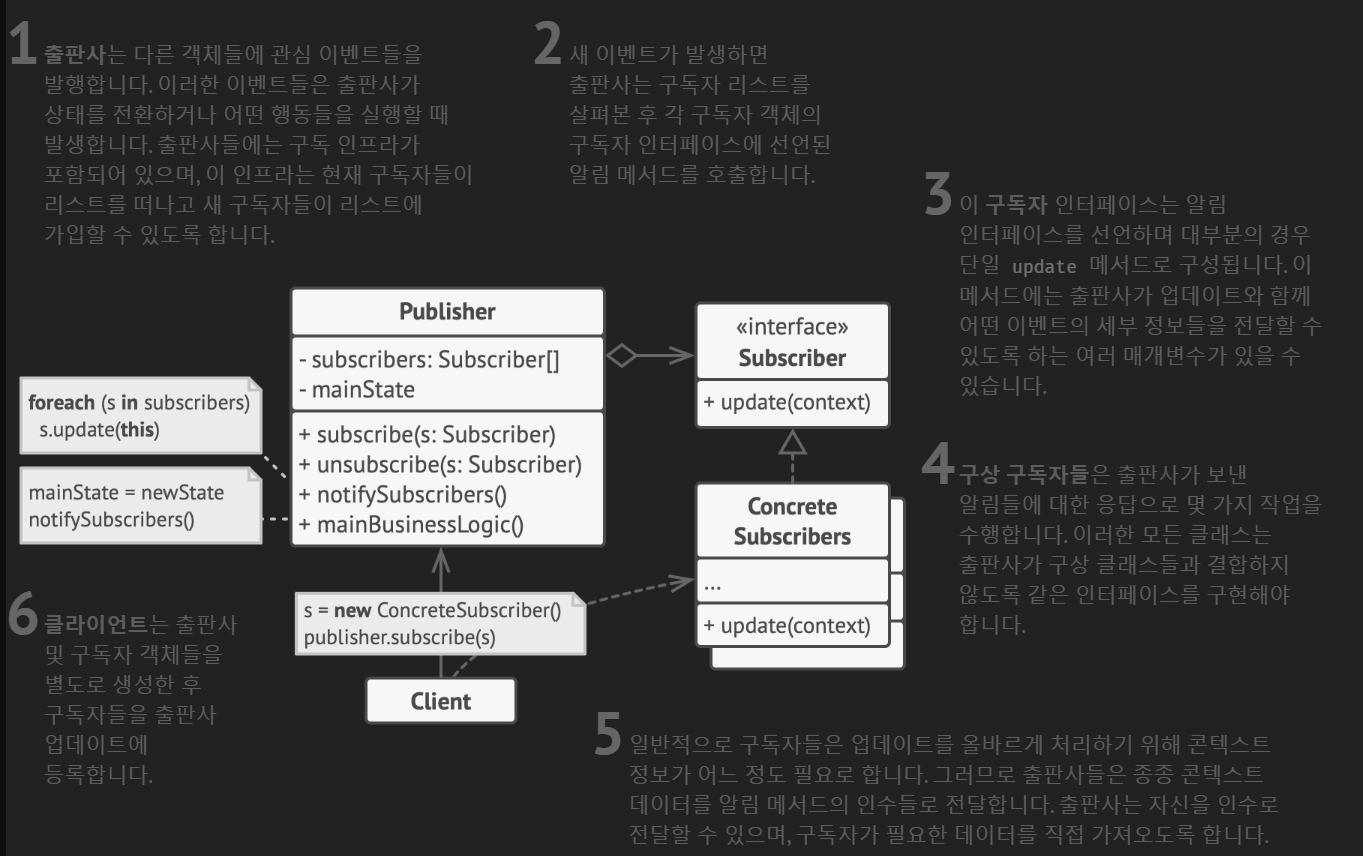 1 출판사는 다른 객체들에 관심 이벤트들을
발행합니다. 이러한 이벤트들은 출판사가
상태를 전환하거나 어떤 행동들을 실행할 때
발생합니다. 출판사들에는 구독 인프라가
포함되어 있으며, 이 인프라는 현재 구독자들이
리스트를 떠나고 새 구독자들이 리스트에
가입할 수 있도록 합니다.
2 새 이벤트가 발생하면
출판사는 구독자 리스트를
살펴본 후 각 구독자 객체의
구독자 인터페이스에 선언된
알림 메서드를 호출합니다.
3 이 구독자 인터페이스는 알림
인터페이스를 선언하며 대부분의 경우
단일 update 메서드로 구성됩니다. 이
메서드에는 출판사가 업데이트와 함께
어떤 이벤트의 세부 정보들을 전달할 수
있도록 하는 여러 매개변수가 있을 수
있습니다.
Publisher
- subscribers: Subscriber[]
- mainState
+ subscribe(s: Subscriber)
+ unsubscribe(s: Subscriber)
+ notifySubscribers()
+ mainBusinessLogic()
«interface»
Subscriber
+ update(context)
foreach (s in subscribers)
s.update(this)
mainState = newState
notifySubscribers()
4 구상 구독자들은 출판사가 보낸
알림들에 대한 응답으로 몇 가지 작업을
수행합니다. 이러한 모든 클래스는
출판사가 구상 클래스들과 결합하지
않도록 같은 인터페이스를 구현해야
합니다.
Concrete
Subscribers
...
+ update(context)
s = new ConcreteSubscriber()
publisher.subscribe(s)
Client
6 클라이언트는 출판사
및 구독자 객체들을
별도로 생성한 후
구독자들을 출판사
업데이트에
등록합니다.
5 일반적으로 구독자들은 업데이트를 올바르게 처리하기 위해 콘텍스트
정보가 어느 정도 필요로 합니다. 그러므로 출판사들은 종종 콘텍스트
데이터를 알림 메서드의 인수들로 전달합니다. 출판사는 자신을 인수로
전달할 수 있으며, 구독자가 필요한 데이터를 직접 가져오도록 합니다.